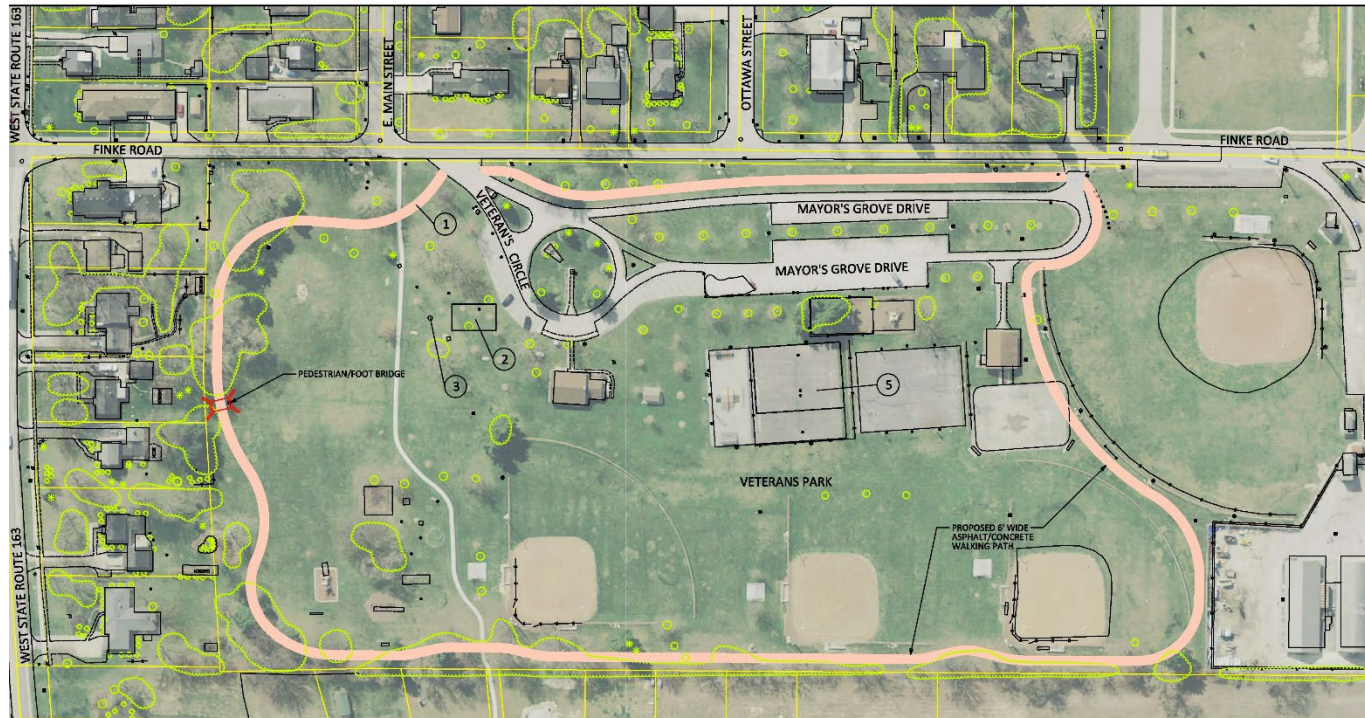 WEST STATE ROUTE 163
E. MAIN STREET
OTTAWA STREET
FINKE ROAD
FINKE ROAD
1
VETERAN'S CIRCLE
MAYOR'S GROVE DRIVE
MAYOR'S GROVE DRIVE
2
3
PEDESTRIAN/FOOT BRIDGE
5
VETERANS PARK
PROPOSED 6' WIDE
ASPHALT/CONCRETE
WALKING PATH
WEST STATE ROUTE 163